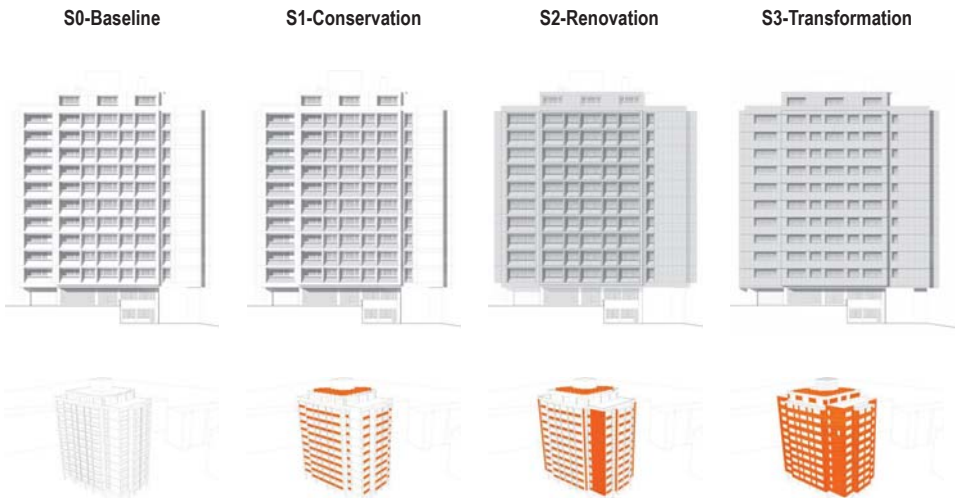 S0-Baseline
S1-Conservation
S2-Renovation
S3-Transformation